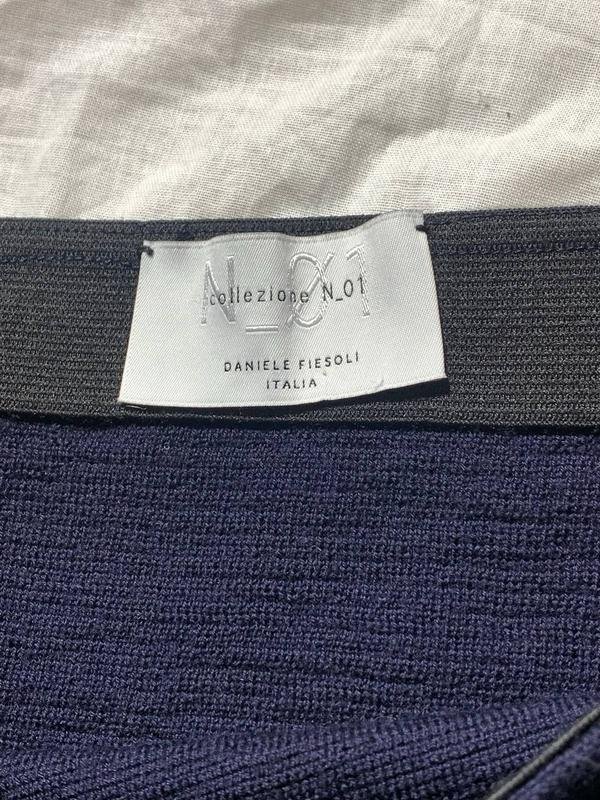 N_01
collezione N_01
DANIELE FIESOLI
ITALIA